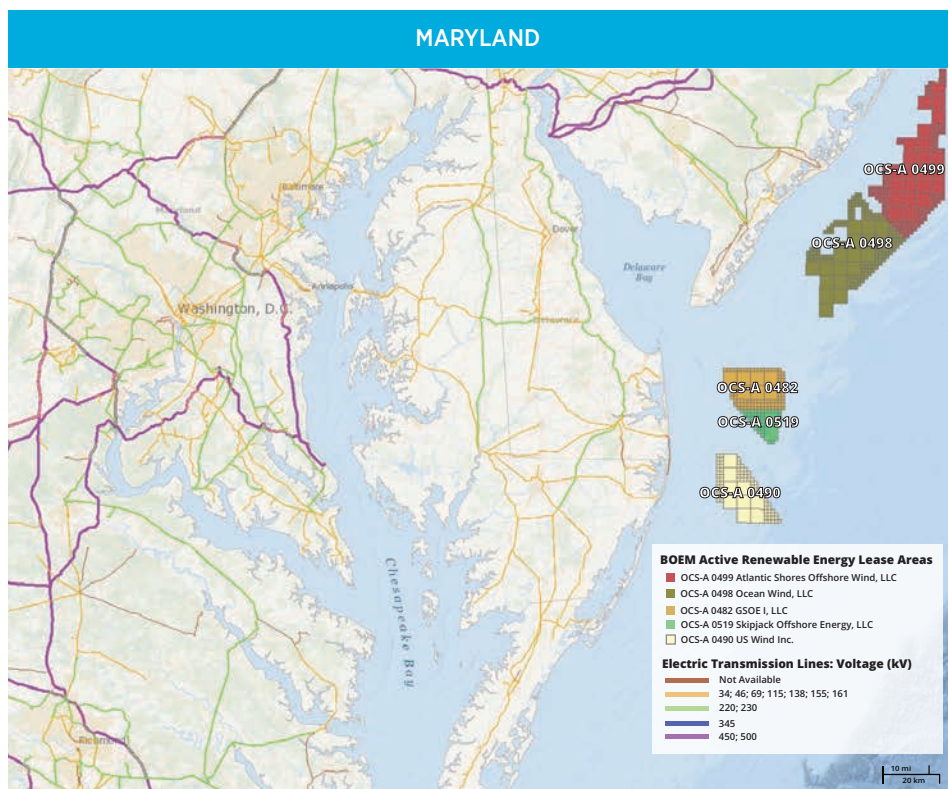 MARYLAND
OCS-A 0499
Baltimore
Maryland
Dover
OCS-A 0498
Delaware
Bay
Annapolis
Washington, D.C.
Delaware
OCS-A 0482
OCS-A 0519
OCS-A 0490
Chesapeake Bay
Richmond
BOEM Active Renewable Energy Lease Areas
OCS-A 0499 Atlantic Shores Offshore Wind, LLC
OCS-A 0498 Ocean Wind, LLC
OCS-A 0482 GSOE I, LLC
OCS-A 0519 Skipjack Offshore Energy, LLC
OCS-A 0490 US Wind Inc.
Electric Transmission Lines: Voltage (kV)
Not Available
34; 46; 69; 115; 138; 155; 161
220; 230
345
450; 500
10 mi
20 km